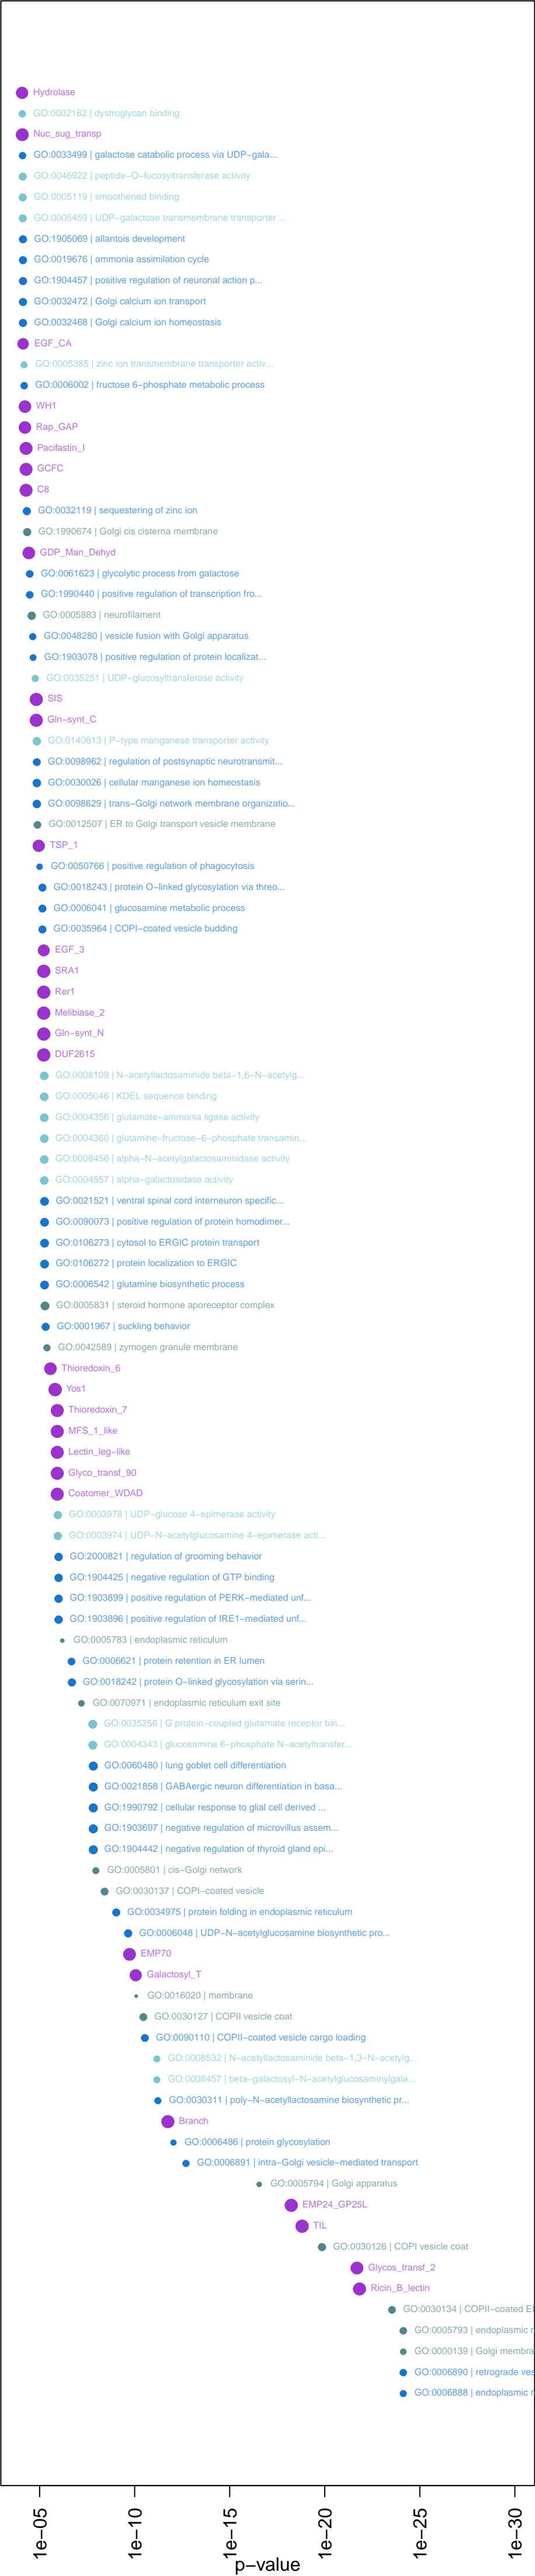 Hydrolase
GO:0002162 | dystroglycan binding
Nuc_sug_transp
GO:0033499 | galactose catabolic process via UDP−gala...
GO:0046922 | peptide−O−fucosyltransferase activity
GO:0005119 | smoothened binding
GO:0005459 | UDP−galactose transmembrane transporter ...
GO:1905069 | allantois development
GO:0019676 | ammonia assimilation cycle
GO:1904457 | positive regulation of neuronal action p...
GO:0032472 | Golgi calcium ion transport
GO:0032468 | Golgi calcium ion homeostasis
EGF_CA
GO:0005385 | zinc ion transmembrane transporter activ...
GO:0006002 | fructose 6−phosphate metabolic process
WH1
Rap_GAP
Pacifastin_I
GCFC
C8
GO:0032119 | sequestering of zinc ion
GO:1990674 | Golgi cis cisterna membrane
GDP_Man_Dehyd
GO:0061623 | glycolytic process from galactose
GO:1990440 | positive regulation of transcription fro...
GO:0005883 | neurofilament
GO:0048280 | vesicle fusion with Golgi apparatus
GO:1903078 | positive regulation of protein localizat...
GO:0035251 | UDP−glucosyltransferase activity
SIS
Gln−synt_C
GO:0140613 | P−type manganese transporter activity
GO:0098962 | regulation of postsynaptic neurotransmit...
GO:0030026 | cellular manganese ion homeostasis
GO:0098629 | trans−Golgi network membrane organizatio...
GO:0012507 | ER to Golgi transport vesicle membrane
TSP_1
GO:0050766 | positive regulation of phagocytosis
GO:0018243 | protein O−linked glycosylation via threo...
GO:0006041 | glucosamine metabolic process
GO:0035964 | COPI−coated vesicle budding
EGF_3
SRA1
Rer1
Melibiase_2
Gln−synt_N
DUF2615
GO:0008109 | N−acetyllactosaminide beta−1,6−N−acetylg...
GO:0005046 | KDEL sequence binding
GO:0004356 | glutamate−ammonia ligase activity
GO:0004360 | glutamine−fructose−6−phosphate transamin...
GO:0008456 | alpha−N−acetylgalactosaminidase activity
GO:0004557 | alpha−galactosidase activity
GO:0021521 | ventral spinal cord interneuron specific...
GO:0090073 | positive regulation of protein homodimer...
GO:0106273 | cytosol to ERGIC protein transport
GO:0106272 | protein localization to ERGIC
GO:0006542 | glutamine biosynthetic process
GO:0005831 | steroid hormone aporeceptor complex
GO:0001967 | suckling behavior
GO:0042589 | zymogen granule membrane
Thioredoxin_6
Yos1
Thioredoxin_7
MFS_1_like
Lectin_leg−like
Glyco_transf_90
Coatomer_WDAD
GO:0003978 | UDP−glucose 4−epimerase activity
GO:0003974 | UDP−N−acetylglucosamine 4−epimerase acti...
GO:2000821 | regulation of grooming behavior
GO:1904425 | negative regulation of GTP binding
GO:1903899 | positive regulation of PERK−mediated unf...
GO:1903896 | positive regulation of IRE1−mediated unf...
GO:0005783 | endoplasmic reticulum
GO:0006621 | protein retention in ER lumen
GO:0018242 | protein O−linked glycosylation via serin...
GO:0070971 | endoplasmic reticulum exit site
GO:0035256 | G protein−coupled glutamate receptor bin...
GO:0004343 | glucosamine 6−phosphate N−acetyltransfer...
GO:0060480 | lung goblet cell differentiation
GO:0021858 | GABAergic neuron differentiation in basa...
GO:1990792 | cellular response to glial cell derived ...
GO:1903697 | negative regulation of microvillus assem...
GO:1904442 | negative regulation of thyroid gland epi...
GO:0005801 | cis−Golgi network
GO:0030137 | COPI−coated vesicle
GO:0034975 | protein folding in endoplasmic reticulum
GO:0006048 | UDP−N−acetylglucosamine biosynthetic pro...
EMP70
Galactosyl_T
GO:0016020 | membrane
GO:0030127 | COPII vesicle coat
GO:0090110 | COPII−coated vesicle cargo loading
GO:0008532 | N−acetyllactosaminide beta−1,3−N−acetylg...
GO:0008457 | beta−galactosyl−N−acetylglucosaminylgala...
GO:0030311 | poly−N−acetyllactosamine biosynthetic pr...
Branch
GO:0006486 | protein glycosylation
GO:0006891 | intra−Golgi vesicle−mediated transport
GO:0005794 | Golgi apparatus
EMP24_GP25L
TIL
GO:0030126 | COPI vesicle coat
Glycos_transf_2
Ricin_B_lectin
GO:0030134 | COPII−coated E
GO:0005793 | endoplasmic r
GO:0000139 | Golgi membra
GO:0006890 | retrograde ves
GO:0006888 | endoplasmic r
1e−05
1e−10
1e−15
1e−20
1e−25
1e−30
p−value